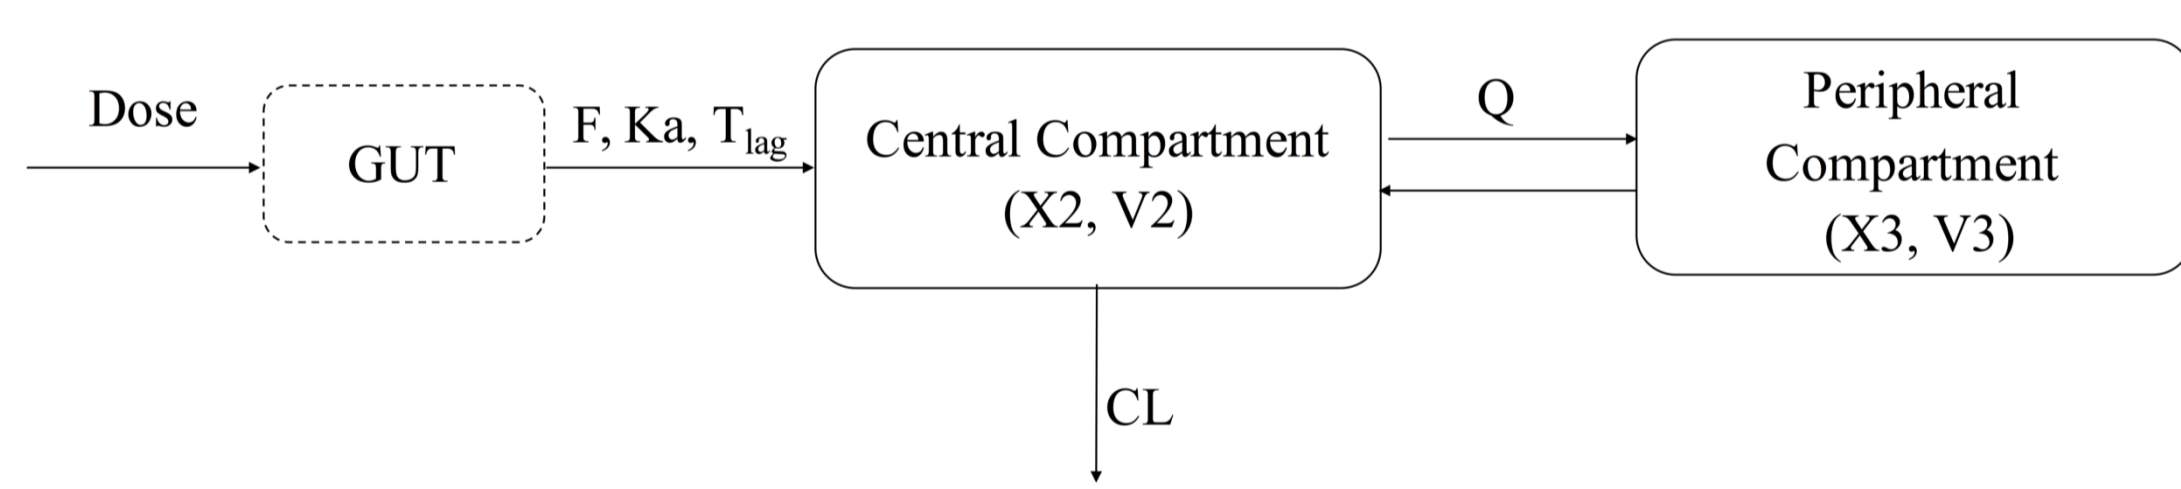 Dose
GUT
F, Ka, Tlag
Central Compartment
(X2, V2)
Q
Peripheral
Compartment
(X3, V3)
CL